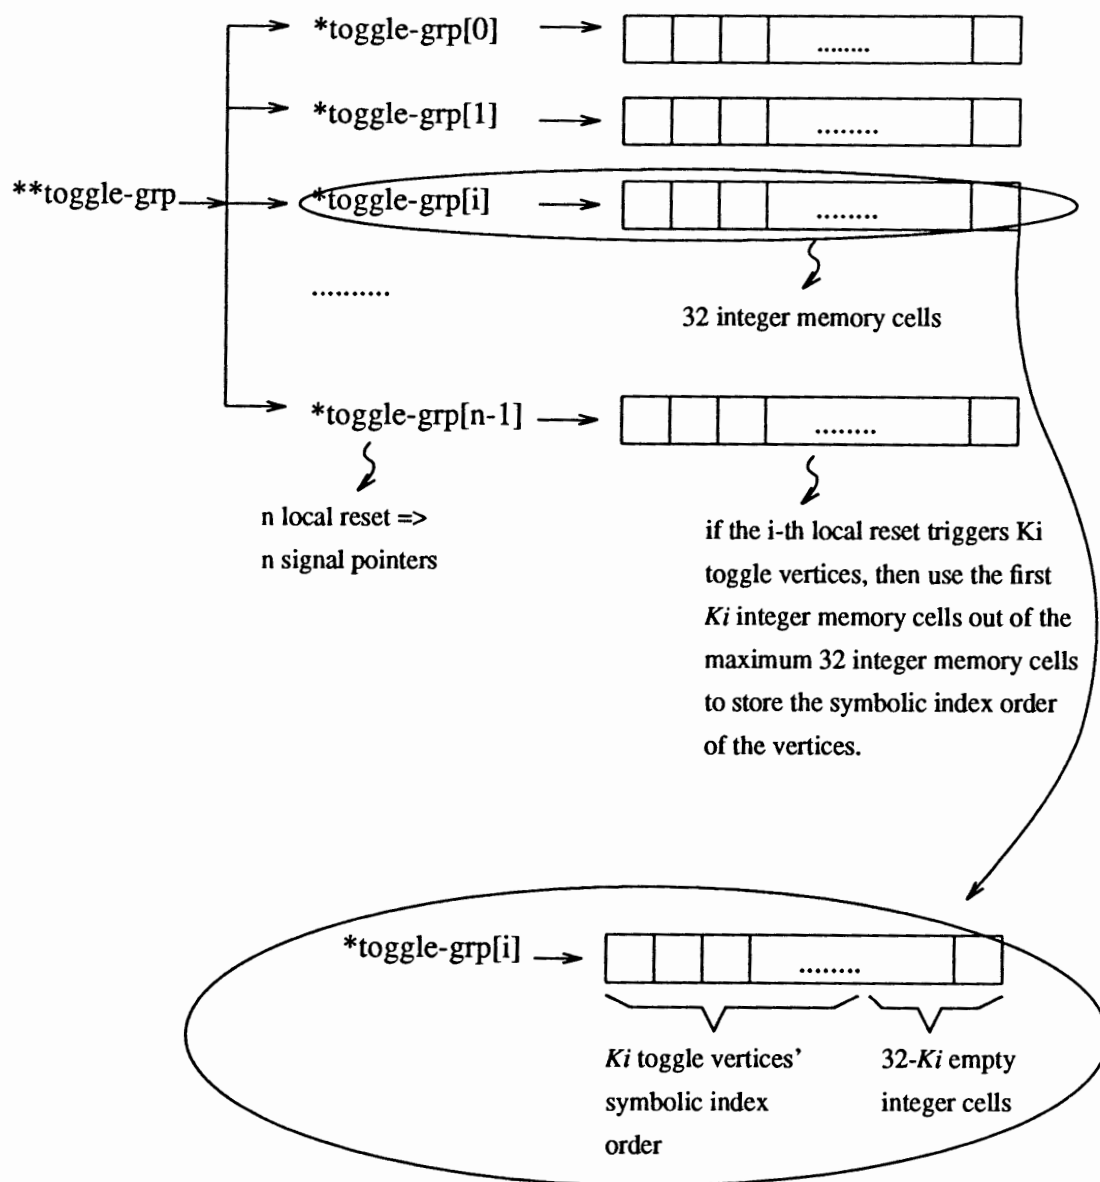 *toggle-grp[0]
........
*toggle-grp[1]
........
**toggle-grp
*toggle-grp[i]
........
..........
32 integer memory cells
*toggle-grp[n-1]
........
n local reset =>
n signal pointers
if the i-th local reset triggers Ki
toggle vertices, then use the first
Ki integer memory cells out of the
maximum 32 integer memory cells
to store the symbolic index order
of the vertices.
*toggle-grp[i]
........
Ki toggle vertices'
symbolic index
order
32-Ki empty
integer cells